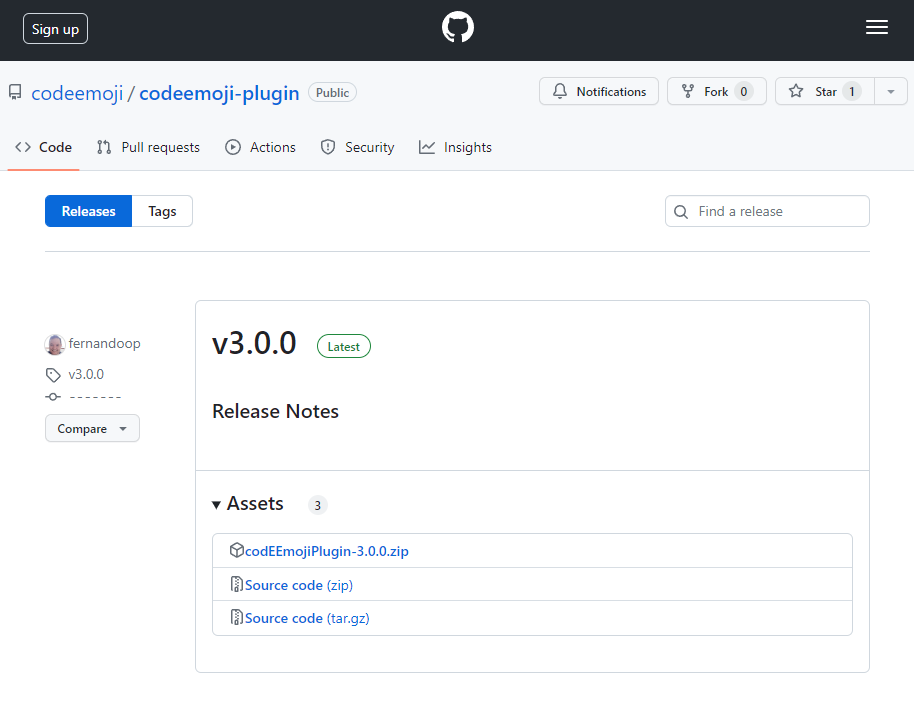 Sign up
codeemoji / codeemoji-plugin Public
Notifications Fork 0 Star 1
Code Pull requests Actions Security Insights
Releases Tags Find a release
v3.0.0 Latest
fernandoop
v3.0.0
-------
Compare
Release Notes
Assets 3
codEEmojiPlugin-3.0.0.zip
Source code (zip)
Source code (tar.gz)